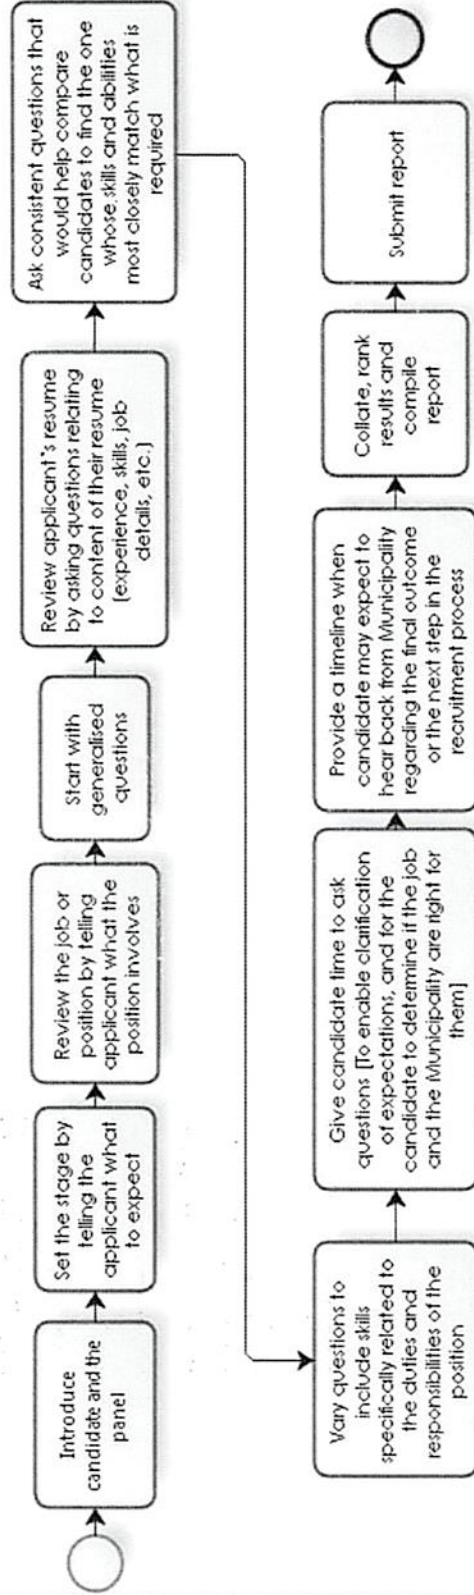 Introduce
candidate and the
panel
Set the stage by
telling the
applicant what
to expect
Review the job or
position by telling
applicant what the
position involves
Start with
generalised
questions
Review applicant's resume
by asking questions relating
to content of their resume
[experience, skills, job
details, etc.]
Ask consistent questions that
would help compare
candidates to find the one
whose, skills and abilities
most closely match what is
required
Vary questions to
include skills
specifically related to
the duties and
responsibilities of the
position
Give candidate time to ask
questions [To enable clarification
of expectations, and for the
candidate to determine if the job
and the Municipality are right for
them]
Provide a timeline when
candidate may expect to
hear back from Municipality
regarding the final outcome
or the next step in the
recruitment process
Collate, rank
results and
compile
report
Submit report